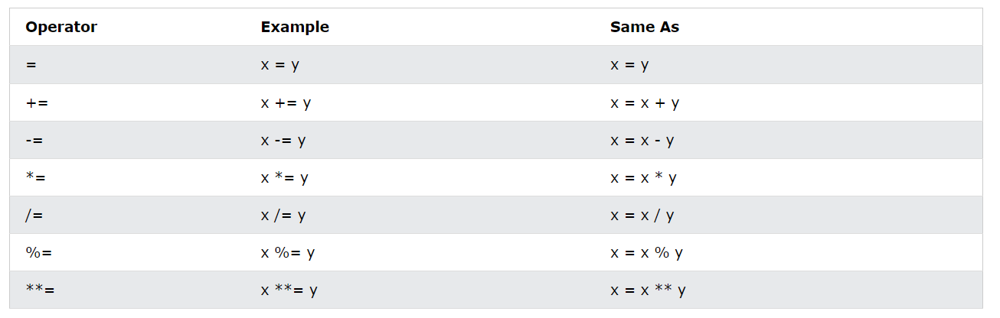 Operator Example Same As
= x = y x = y
+= x += y x = x + y
-= x -= y x = x - y
*= x *= y x = x * y
/= x /= y x = x / y
%= x %= y x = x % y
**= x **= y x = x ** y